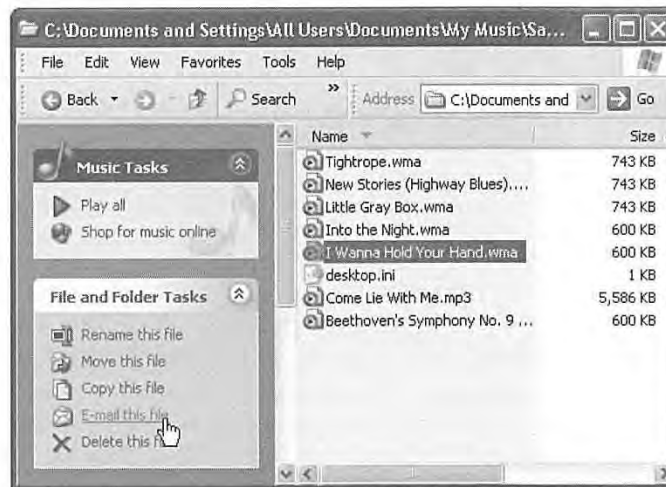 C:\Documents and Settings\All Users\Documents\My Music\Sa...
File Edit View Favorites Tools Help
Back Search » Address C:\Documents and Go
Name Size
Music Tasks
Play all
Shop for music online
File and Folder Tasks
Rename this file
Move this file
Copy this file
E-mail this file
Delete this
Tightrope.wma 743 KB
New Stories (Highway Blues).... 743 KB
Little Gray Box.wma 743 KB
Into the Night.wma 600 KB
I Wanna Hold Your Hand.wma 600 KB
desktop.ini 1 KB
Come Lie With Me.mp3 5,586 KB
Beethoven's Symphony No. 9 ... 600 KB